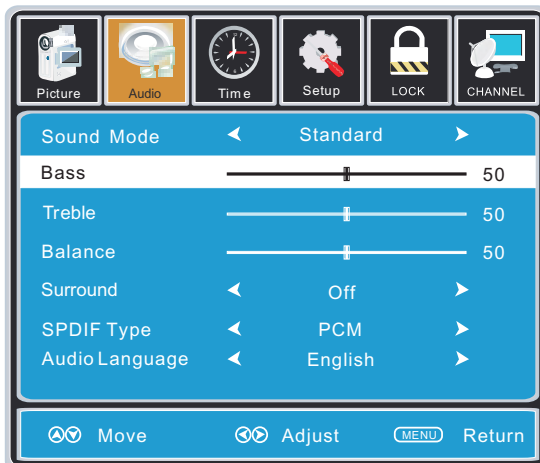 Picture Audio Time Setup LOCK CHANNEL
Sound Mode Standard
Bass 50
Treble 50
Balance 50
Surround Off
SPDIF Type PCM
Audio Language English
Move Adjust MENU Return